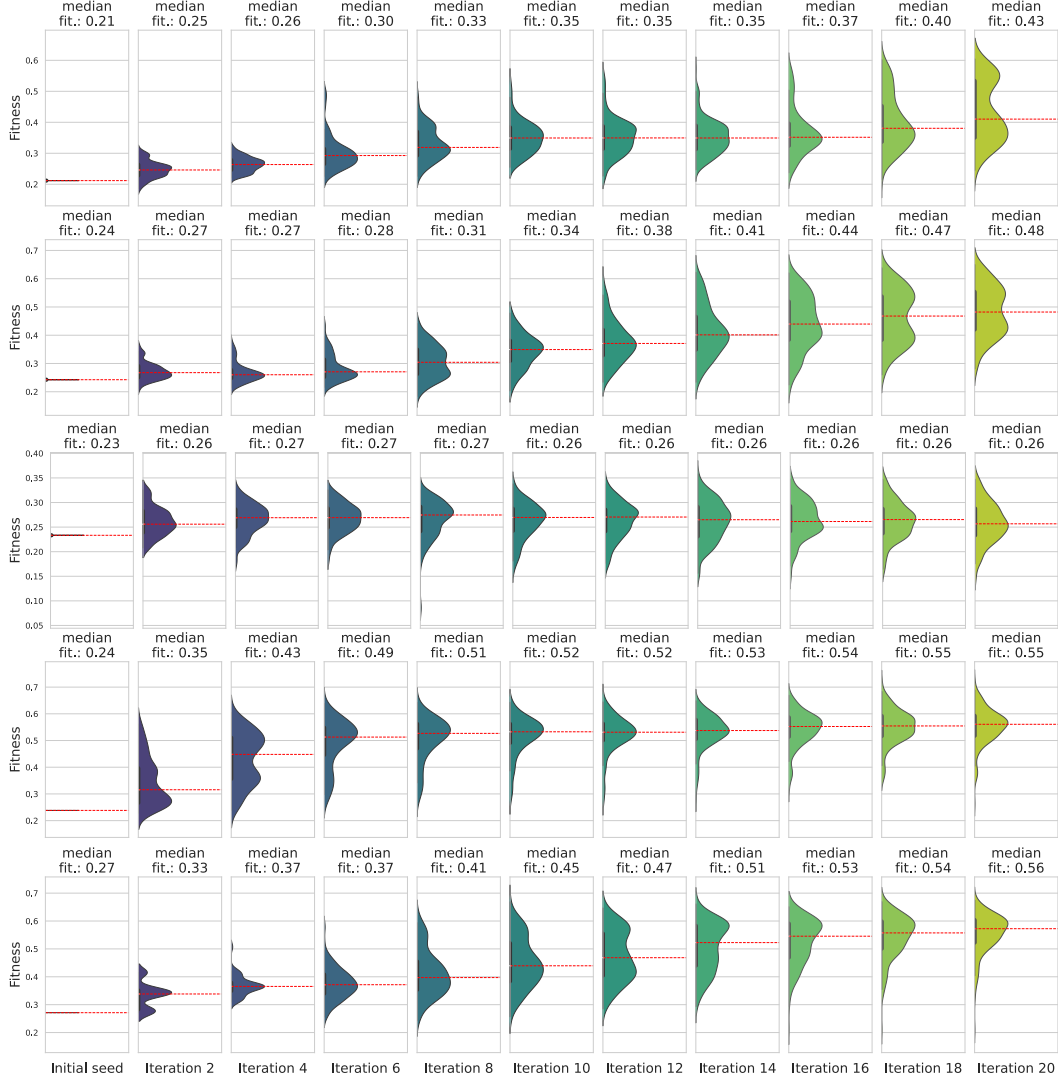 median median median median median median median median median median median
fit.: 0.21 fit.: 0.25 fit.: 0.26 fit.: 0.30 fit.: 0.33 fit.: 0.35 fit.: 0.35 fit.: 0.35 fit.: 0.37 fit.: 0.40 fit.: 0.43
0.6
0.5
Fitness
0.4
0.3
0.2
median median median median median median median median median median median
fit.: 0.24 fit.: 0.27 fit.: 0.27 fit.: 0.28 fit.: 0.31 fit.: 0.34 fit.: 0.38 fit.: 0.41 fit.: 0.44 fit.: 0.47 fit.: 0.48
0.7
0.6
0.5
Fitness
0.4
0.3
0.2
median median median median median median median median median median median
fit.: 0.23 fit.: 0.26 fit.: 0.27 fit.: 0.27 fit.: 0.27 fit.: 0.26 fit.: 0.26 fit.: 0.26 fit.: 0.26 fit.: 0.26 fit.: 0.26
0.40
0.35
0.30
0.25
Fitness
0.20
0.15
0.10
0.05
median median median median median median median median median median median
fit.: 0.24 fit.: 0.35 fit.: 0.43 fit.: 0.49 fit.: 0.51 fit.: 0.52 fit.: 0.52 fit.: 0.53 fit.: 0.54 fit.: 0.55 fit.: 0.55
0.7
0.6
0.5
Fitness
0.4
0.3
0.2
median median median median median median median median median median median
fit.: 0.27 fit.: 0.33 fit.: 0.37 fit.: 0.37 fit.: 0.41 fit.: 0.45 fit.: 0.47 fit.: 0.51 fit.: 0.53 fit.: 0.54 fit.: 0.56
0.7
0.6
0.5
Fitness
0.4
0.3
0.2
Initial seed Iteration 2 Iteration 4 Iteration 6 Iteration 8 Iteration 10 Iteration 12 Iteration 14 Iteration 16 Iteration 18 Iteration 20